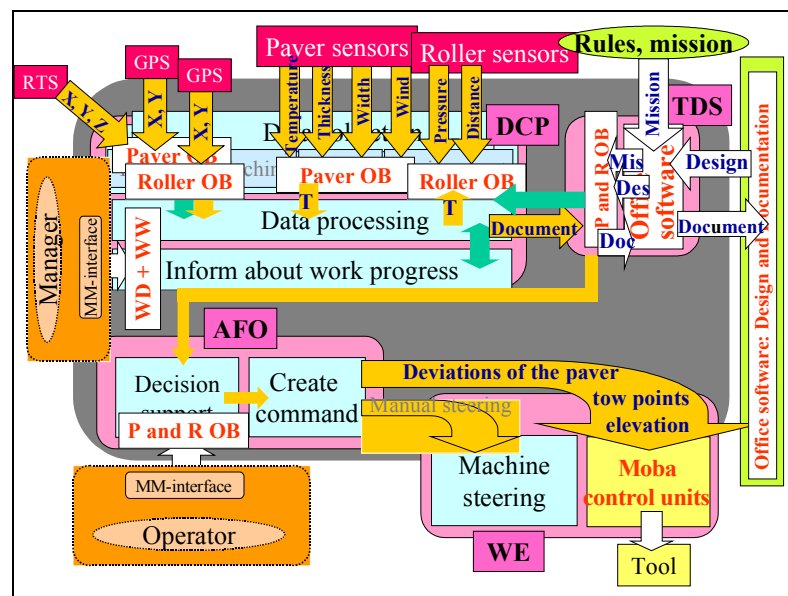 Paver sensors
Roller sensors
Rules, mission
RTS
GPS
GPS
X, Y, Z
X, Y
X, Y
Temperature
Thickness
Width
Wind
Pressure
Distance
DCP
TDS
Mission
Paver OB
Roller OB
Paver OB
Roller OB
T
T
Data processing
Document
Inform about work progress
WD + WW
MM-interface
Manager
P and R OB
Office
software
Mis
Des
Doc
Design
Document
Office software: Design and Documentation
AFO
Decision
support
Create
command
P and R OB
Deviations of the paver
tow points
elevation
Manual steering
Machine
steering
Moba
control units
WE
Tool
MM-interface
Operator